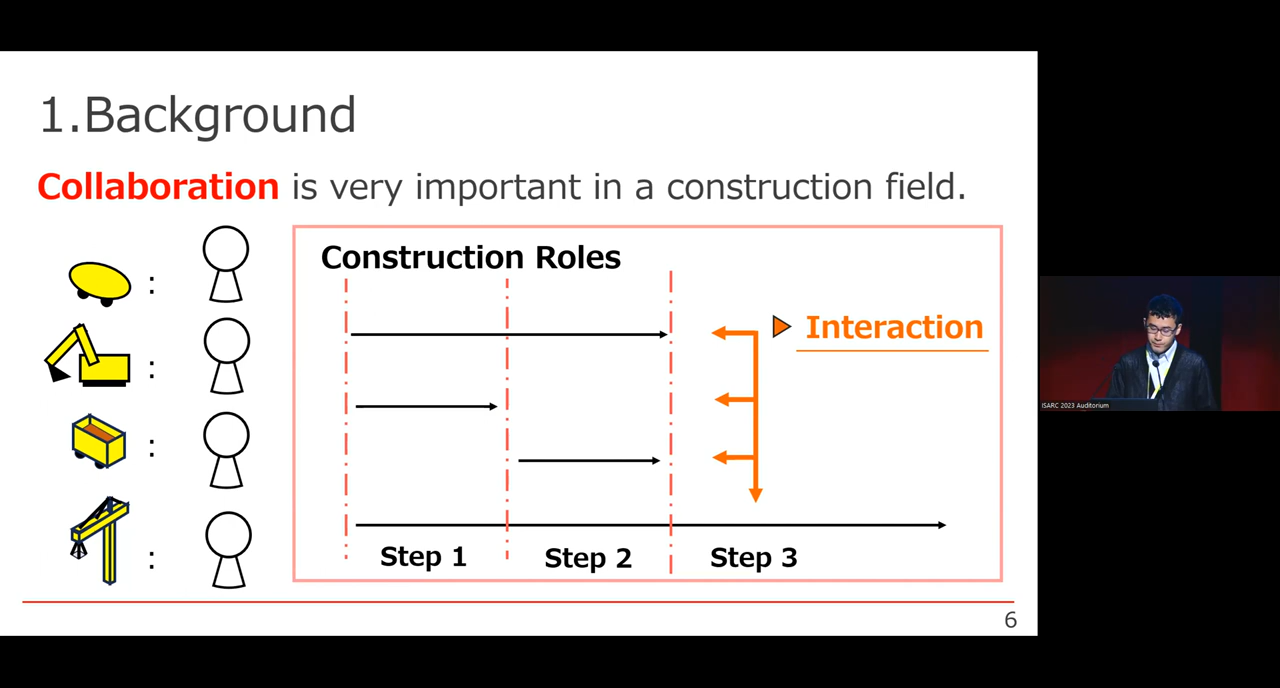 1.Background
Collaboration is very important in a construction field.
:
:
:
:
Construction Roles
Interaction
Step 1
Step 2
Step 3
6
ISARC 2023 Auditorium